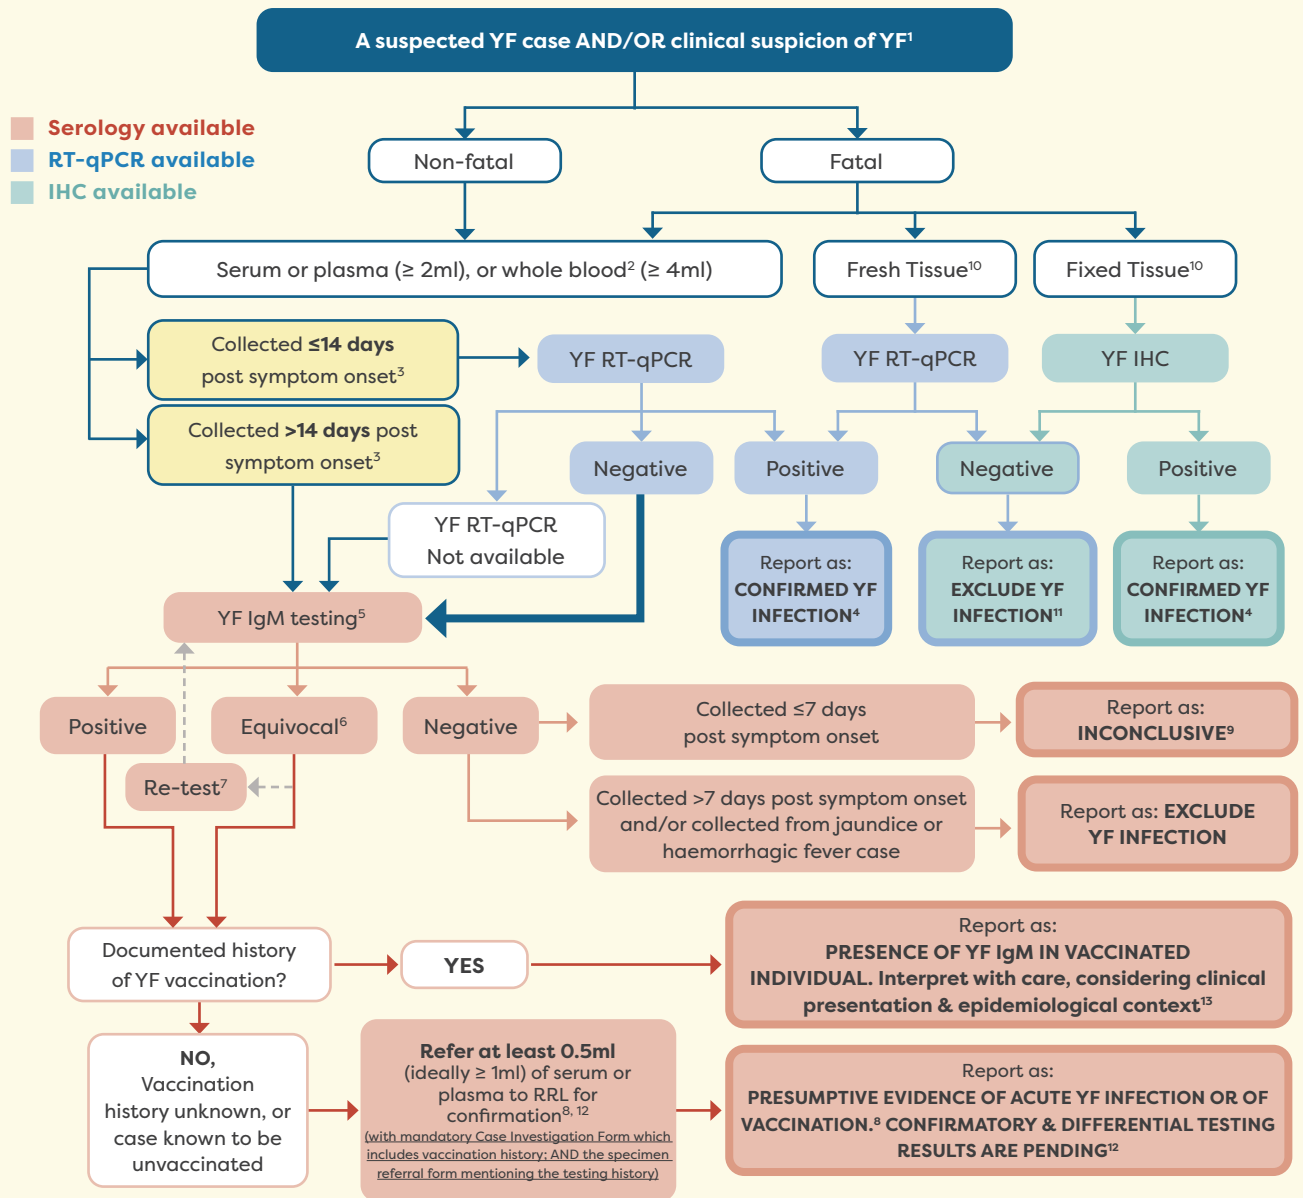 A suspected YF case AND/OR clinical suspicion of YF¹
Serology available
RT-qPCR available
IHC available
Non-fatal
Fatal
Serum or plasma (≥ 2ml), or whole blood² (≥ 4ml)
Fresh Tissue¹⁰
Fixed Tissue¹⁰
Collected ≤14 days
post symptom onset³
YF RT-qPCR
YF RT-qPCR
YF IHC
Collected >14 days post
symptom onset³
Negative
Positive
Negative
Positive
YF RT-qPCR
Not available
Report as:
CONFIRMED YF
INFECTION⁴
Report as:
EXCLUDE YF
INFECTION¹¹
Report as:
CONFIRMED YF
INFECTION⁴
YF IgM testing⁵
Positive
Equivocal⁶
Negative
Collected ≤7 days
post symptom onset
Report as:
INCONCLUSIVE⁹
Re-test⁷
Collected >7 days post symptom onset
and/or collected from jaundice or
haemorrhagic fever case
Report as: EXCLUDE
YF INFECTION
Documented history
of YF vaccination?
YES
Report as:
PRESENCE OF YF IgM IN VACCINATED
INDIVIDUAL. Interpret with care, considering clinical
presentation & epidemiological context¹³
NO,
Vaccination
history unknown, or
case known to be
unvaccinated
Refer at least 0.5ml
(ideally ≥ 1ml) of serum or
plasma to RRL for
confirmation⁸, ¹²
(with mandatory Case Investigation Form which
includes vaccination history; AND the specimen
referral form mentioning the testing history)
Report as:
PRESUMPTIVE EVIDENCE OF ACUTE YF INFECTION OR OF
VACCINATION.⁸ CONFIRMATORY & DIFFERENTIAL TESTING
RESULTS ARE PENDING¹²